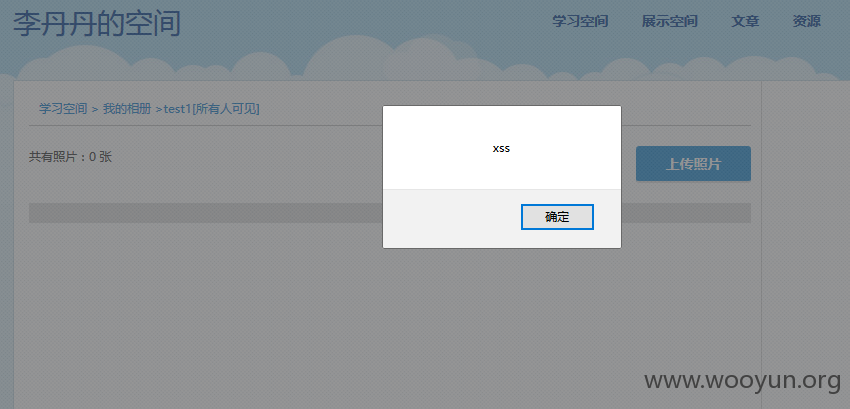 李丹丹的空间
学习空间 展示空间 文章 资源
学习空间 > 我的相册 >test1[所有人可见]
共有照片：0 张
上传照片
xss
确定
www.wooyun.org